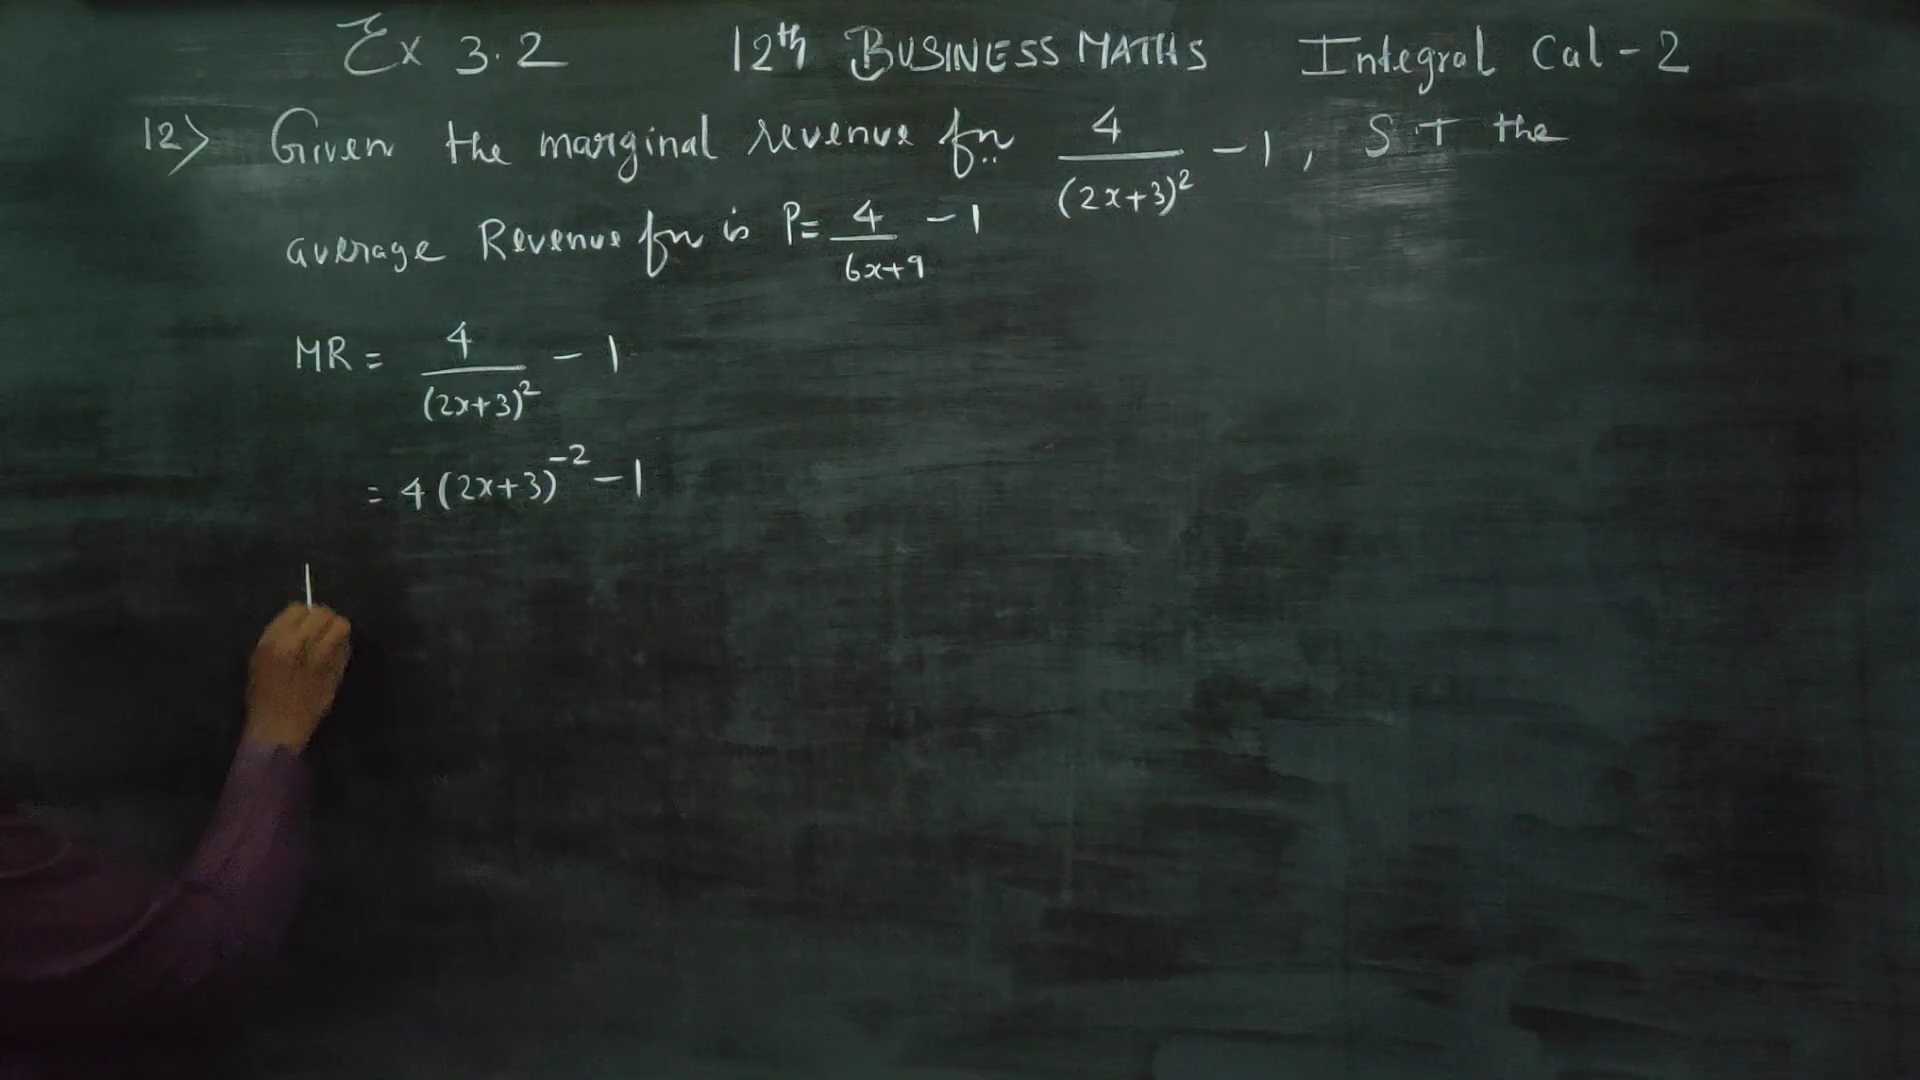 Ex 3.2 12th BUSINESS MATHS Integral Cal - 2
12) Given the marginal revenue fn 4/(2x+3)² - 1, S.T the
average Revenue fn is P = 4/(6x+9) - 1
MR = 4/(2x+3)² - 1
= 4(2x+3)⁻² - 1